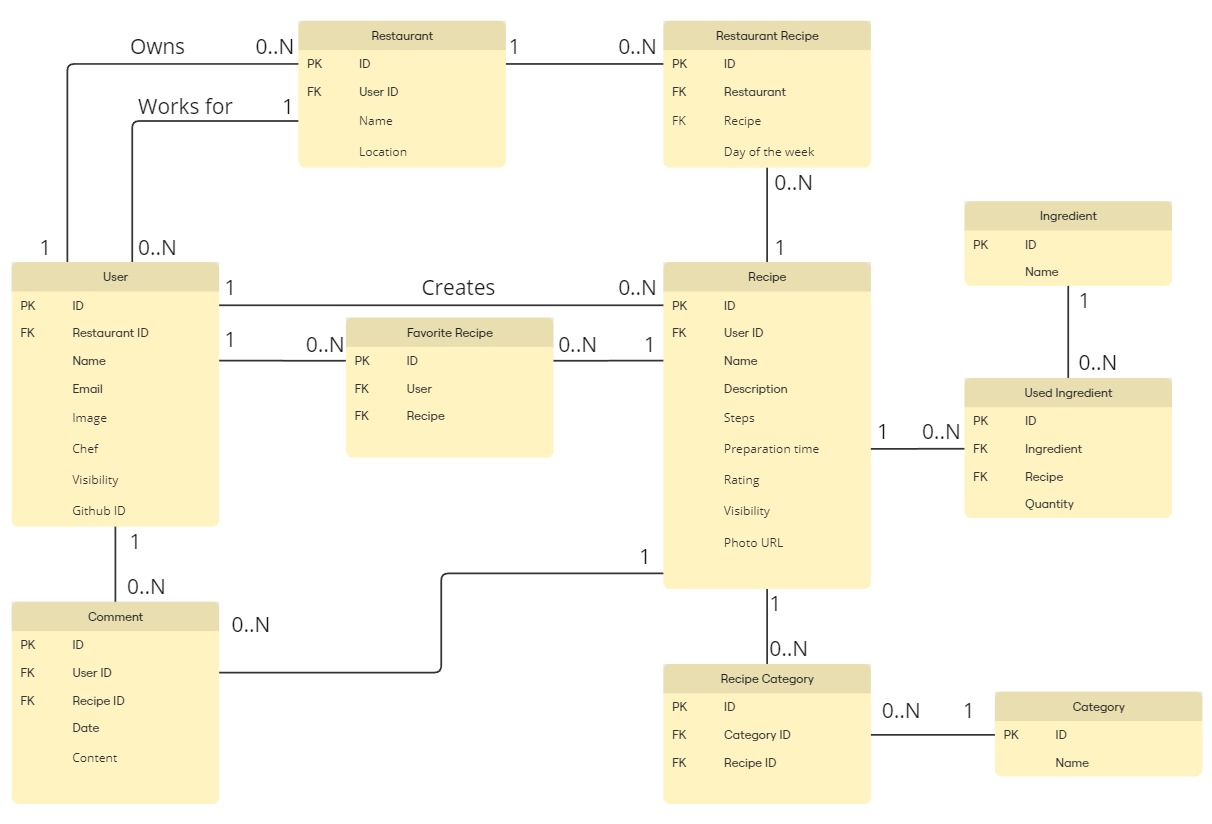 Owns
0..N
Works for
1
Restaurant
PK ID
FK User ID
Name
Location
1
0..N
Restaurant Recipe
PK ID
FK Restaurant
FK Recipe
Day of the week
0..N
1
1
0..N
User
PK ID
FK Restaurant ID
Name
Email
Image
Chef
Visibility
Github ID
1
Creates
0..N
1
0..N
Favorite Recipe
PK ID
FK User
FK Recipe
0..N
1
Recipe
PK ID
FK User ID
Name
Description
Steps
Preparation time
Rating
Visibility
Photo URL
Ingredient
PK ID
Name
1
0..N
1
0..N
Used Ingredient
PK ID
FK Ingredient
FK Recipe
Quantity
1
0..N
Comment
PK ID
FK User ID
FK Recipe ID
Date
Content
0..N
1
1
0..N
Recipe Category
PK ID
FK Category ID
FK Recipe ID
0..N
1
Category
PK ID
Name